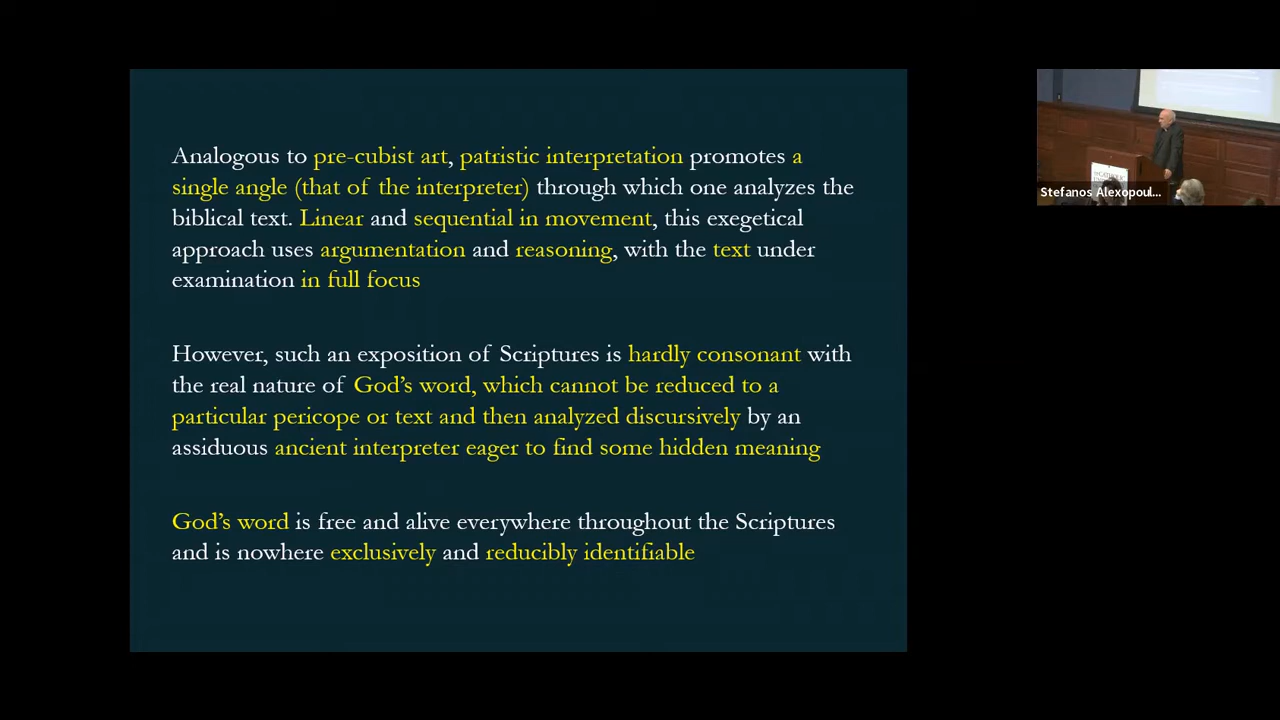 Analogous to pre-cubist art, patristic interpretation promotes a
single angle (that of the interpreter) through which one analyzes the
biblical text. Linear and sequential in movement, this exegetical
approach uses argumentation and reasoning, with the text under
examination in full focus
However, such an exposition of Scriptures is hardly consonant with
the real nature of God's word, which cannot be reduced to a
particular pericope or text and then analyzed discursively by an
assiduous ancient interpreter eager to find some hidden meaning
God's word is free and alive everywhere throughout the Scriptures
and is nowhere exclusively and reducibly identifiable
CATHOLIC
Stefanos Alexopoul...